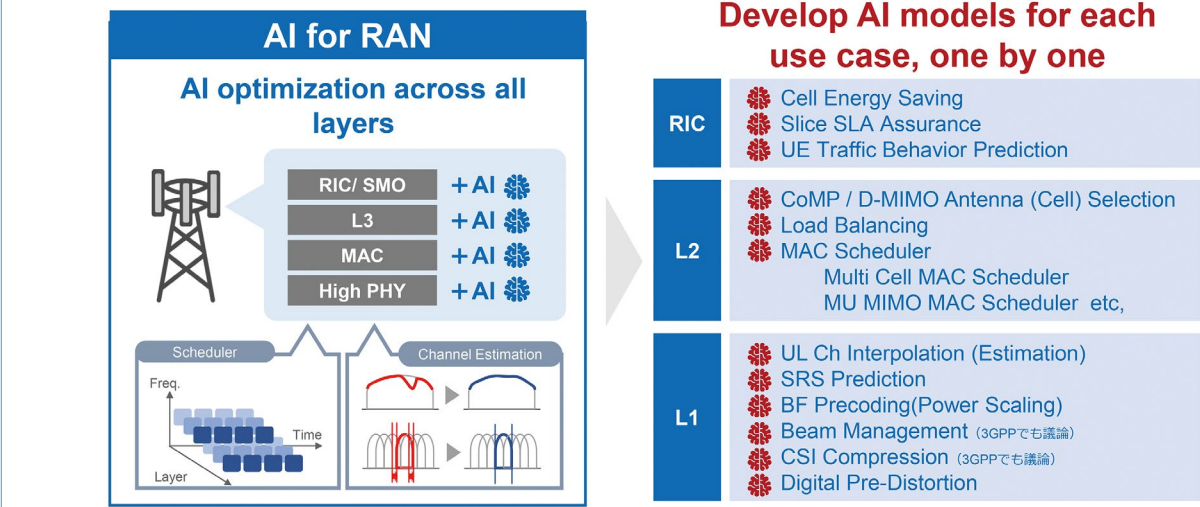 AI for RAN
AI optimization across all
layers
RIC/ SMO
+ AI
L3
+ AI
MAC
+ AI
High PHY
+ AI
Scheduler
Freq.
Time
Layer
Channel Estimation
Develop AI models for each
use case, one by one
RIC
Cell Energy Saving
Slice SLA Assurance
UE Traffic Behavior Prediction
L2
CoMP / D-MIMO Antenna (Cell) Selection
Load Balancing
MAC Scheduler
Multi Cell MAC Scheduler
MU MIMO MAC Scheduler etc,
L1
UL Ch Interpolation (Estimation)
SRS Prediction
BF Precoding(Power Scaling)
Beam Management (3GPPでも議論)
CSI Compression (3GPPでも議論)
Digital Pre-Distortion